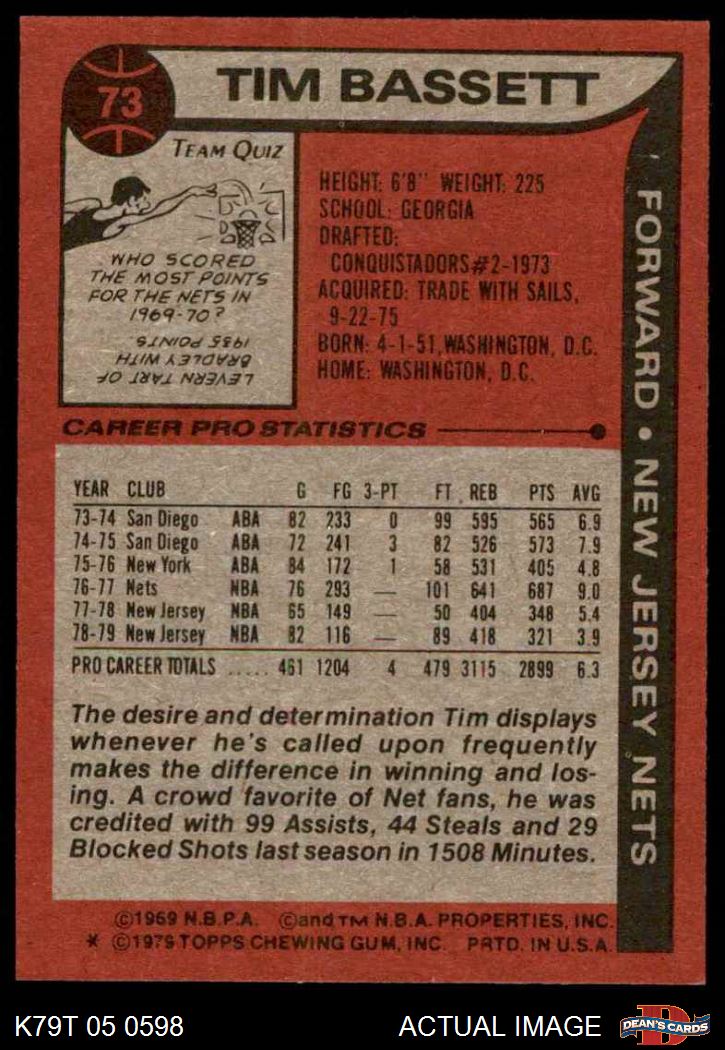 73
TIM BASSETT
TEAM QUIZ
WHO SCORED
THE MOST POINTS
FOR THE NETS IN
1969-70?
LEVERN TART OF
BRADLEY WITH
1985 POINTS.
HEIGHT: 6'8" WEIGHT: 225
SCHOOL: GEORGIA
DRAFTED:
CONQUISTADORS #2-1973
ACQUIRED: TRADE WITH SAILS,
9-22-75
BORN: 4-1-51, WASHINGTON, D.C.
HOME: WASHINGTON, D.C.
FORWARD • NEW JERSEY NETS
CAREER PRO STATISTICS
YEAR CLUB G FG 3-PT FT REB PTS AVG
73-74 San Diego ABA 82 233 0 99 595 565 6.9
74-75 San Diego ABA 72 241 3 82 526 573 7.9
75-76 New York ABA 84 172 1 58 531 405 4.8
76-77 Nets NBA 76 293 — 101 641 687 9.0
77-78 New Jersey NBA 65 149 — 50 404 348 5.4
78-79 New Jersey NBA 82 116 — 89 418 321 3.9
PRO CAREER TOTALS ..... 461 1204 4 479 3115 2899 6.3
The desire and determination Tim displays
whenever he's called upon frequently
makes the difference in winning and los-
ing. A crowd favorite of Net fans, he was
credited with 99 Assists, 44 Steals and 29
Blocked Shots last season in 1508 Minutes.
©1969 N.B.P.A. ©and TM N.B.A. PROPERTIES, INC.
* ©1979 TOPPS CHEWING GUM, INC. PRTD. IN U.S.A.
K79T 05 0598
ACTUAL IMAGE
DEAN'S CARDS